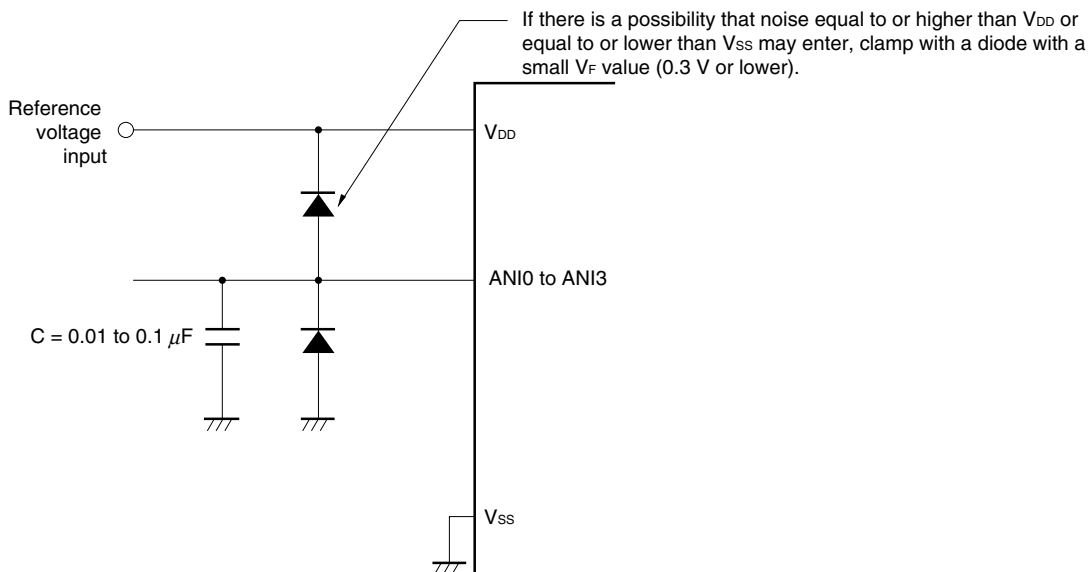 If there is a possibility that noise equal to or higher than VDD or
equal to or lower than VSS may enter, clamp with a diode with a
small VF value (0.3 V or lower).
Reference
voltage
input
VDD
ANI0 to ANI3
C = 0.01 to 0.1 μF
VSS